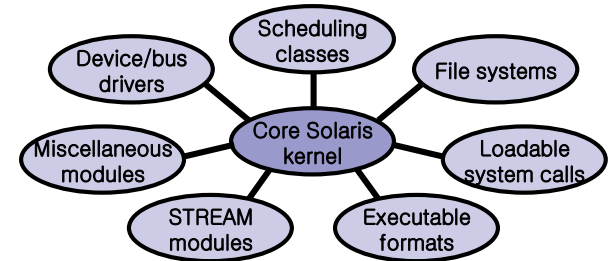 Scheduling
classes
Device/bus
drivers
File systems
Core Solaris
kernel
Miscellaneous
modules
Loadable
system calls
STREAM
modules
Executable
formats